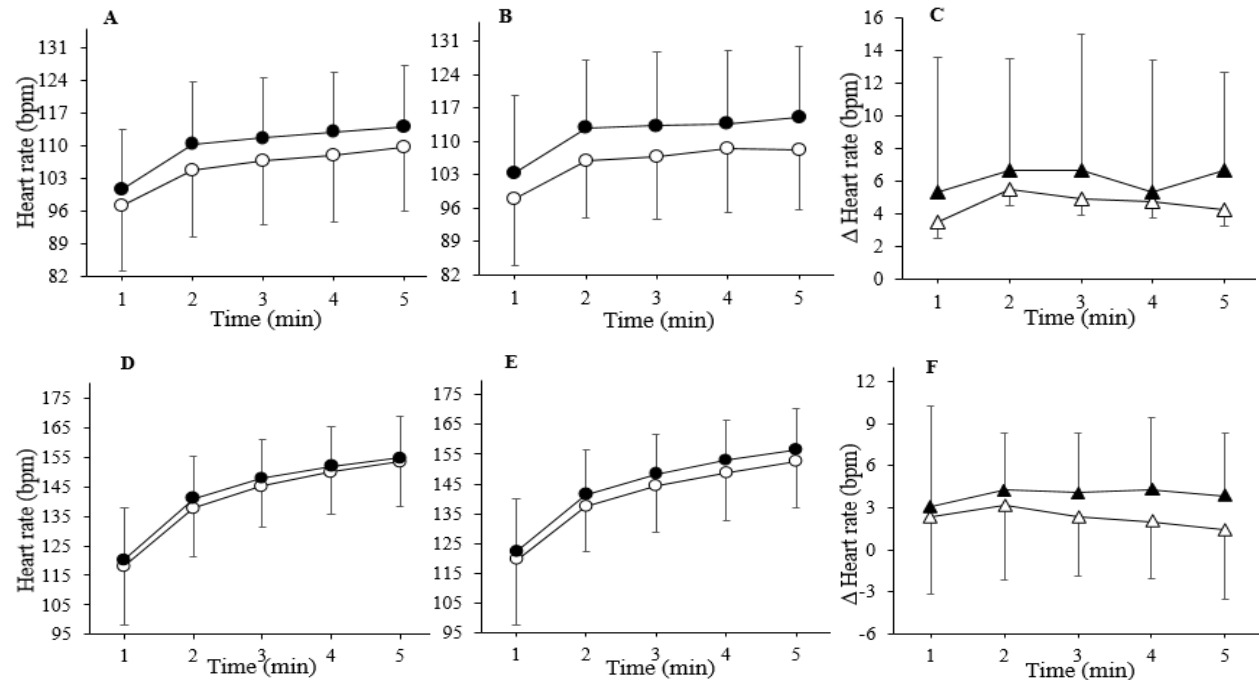 A
Heart rate (bpm)
131
124
117
110
103
96
89
82
1 2 3 4 5
Time (min)
B
131
124
117
110
103
96
89
82
1 2 3 4 5
Time (min)
C
Δ Heart rate (bpm)
16
14
12
10
8
6
4
2
0
1 2 3 4 5
Time (min)
D
Heart rate (bpm)
175
165
155
145
135
125
115
105
95
1 2 3 4 5
Time (min)
E
175
165
155
145
135
125
115
105
95
1 2 3 4 5
Time (min)
F
Δ Heart rate (bpm)
12
9
6
3
0
-3
-6
1 2 3 4 5
Time (min)